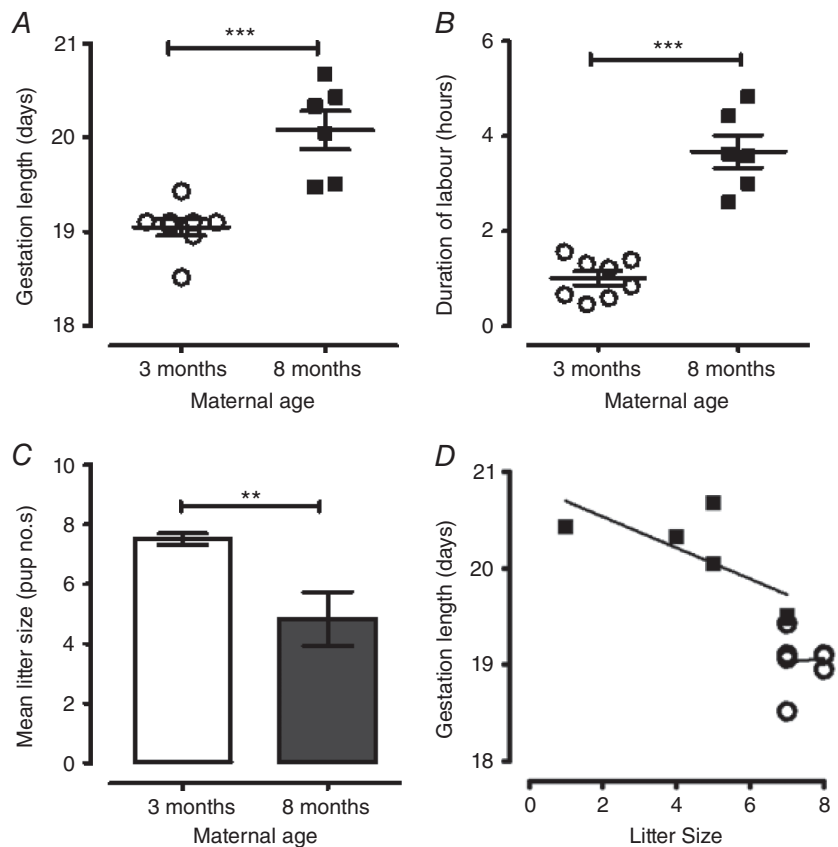 A
***
Gestation length (days)
21
20
19
18
3 months 8 months
Maternal age
B
***
Duration of labour (hours)
6
4
2
0
3 months 8 months
Maternal age
C
**
Mean litter size (pup no.s)
10
8
6
4
2
0
3 months 8 months
Maternal age
D
Gestation length (days)
21
20
19
18
0 2 4 6 8
Litter Size